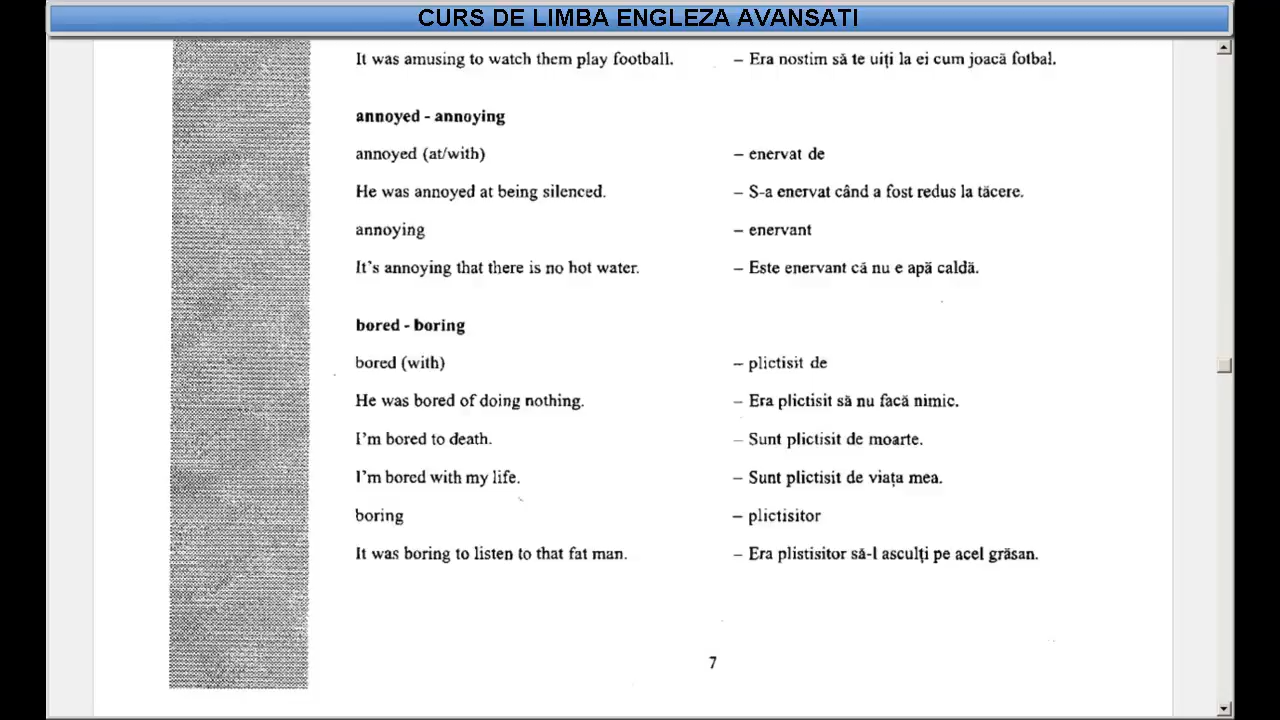 CURS DE LIMBA ENGLEZA AVANSATI
It was amusing to watch them play football. – Era nostim să te uiți la ei cum joacă fotbal.
annoyed - annoying
annoyed (at/with) – enervat de
He was annoyed at being silenced. – S-a enervat când a fost redus la tăcere.
annoying – enervant
It's annoying that there is no hot water. – Este enervant că nu e apă caldă.
bored - boring
bored (with) – plictisit de
He was bored of doing nothing. – Era plictisit să nu facă nimic.
I'm bored to death. – Sunt plictisit de moarte.
I'm bored with my life. – Sunt plictisit de viața mea.
boring – plictisitor
It was boring to listen to that fat man. – Era plistisitor să-l asculți pe acel grăsan.
7